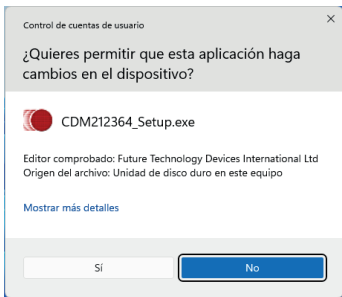 Control de cuentas de usuario
¿Quieres permitir que esta aplicación haga
cambios en el dispositivo?
CDM212364_Setup.exe
Editor comprobado: Future Technology Devices International Ltd
Origen del archivo: Unidad de disco duro en este equipo
Mostrar más detalles
Sí
No